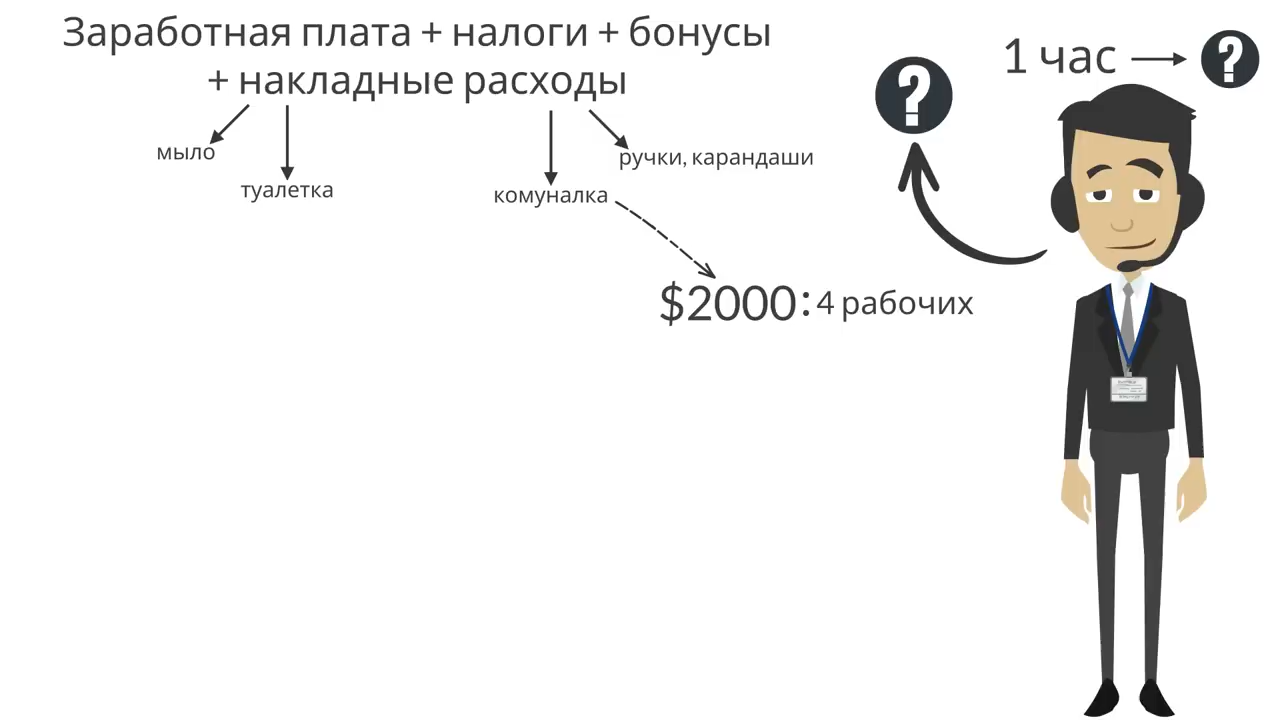 Заработная плата + налоги + бонусы
+ накладные расходы
1 час
?
?
мыло
туалетка
комуналка
ручки, карандаши
$2000:4 рабочих